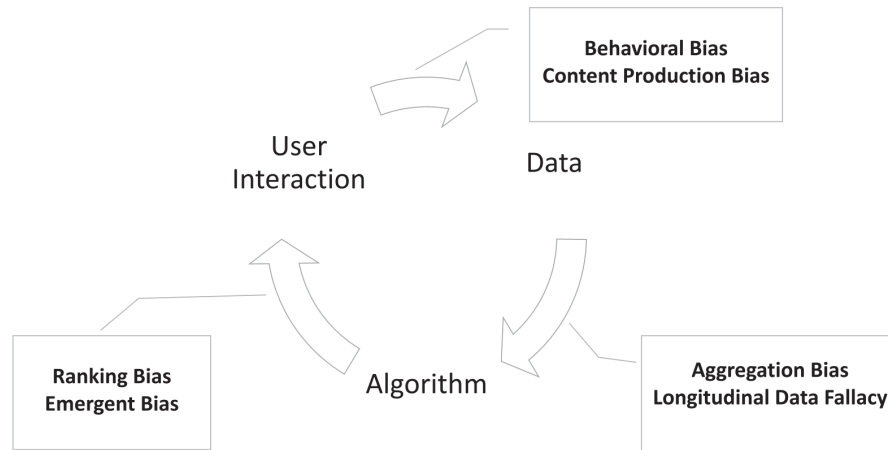 Behavioral Bias
Content Production Bias
User
Interaction
Data
Ranking Bias
Emergent Bias
Algorithm
Aggregation Bias
Longitudinal Data Fallacy